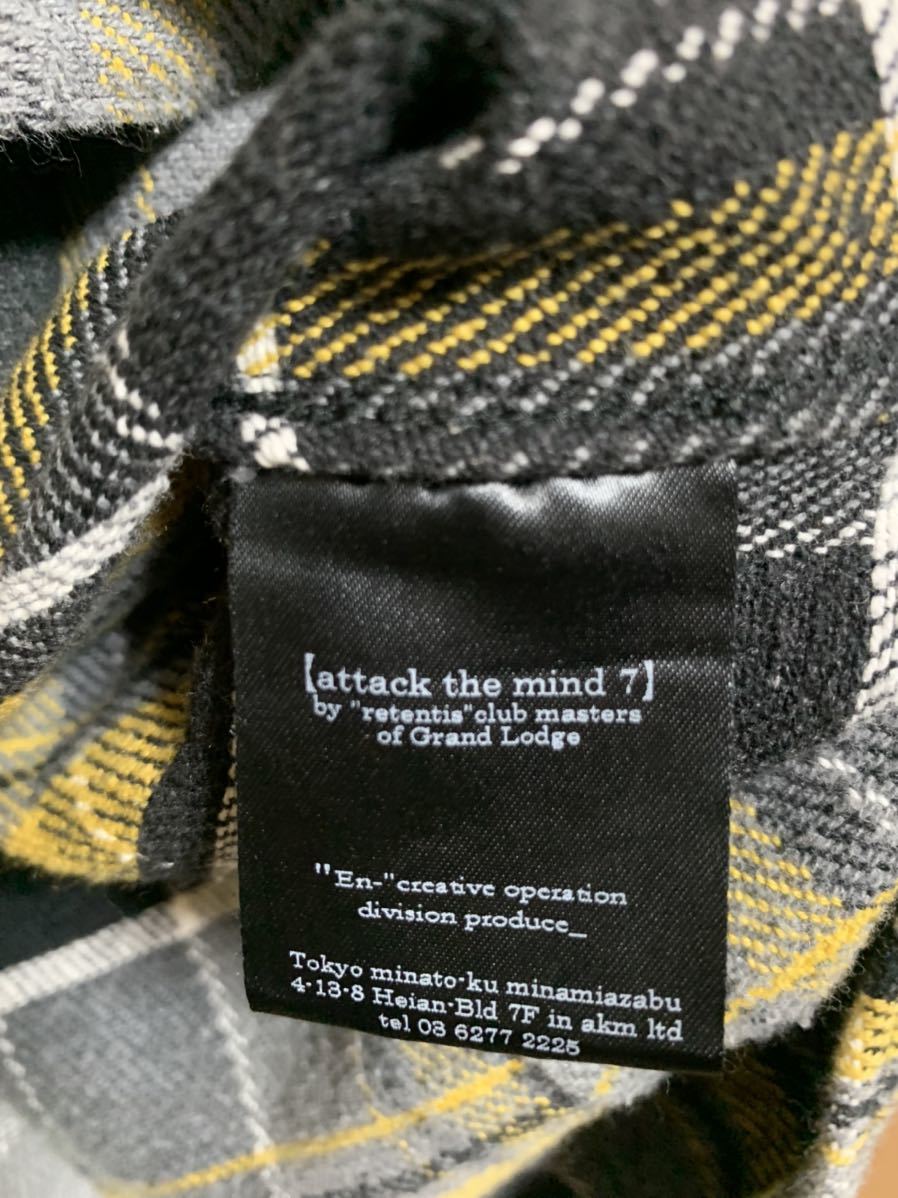 【attack the mind 7】
by "retentis"club masters
of Grand Lodge
"En-"creative operation
division produce_
Tokyo minato·ku minamiazabu
4·13·8 Heian·Bld 7F in akm ltd
tel 03 6277 2225